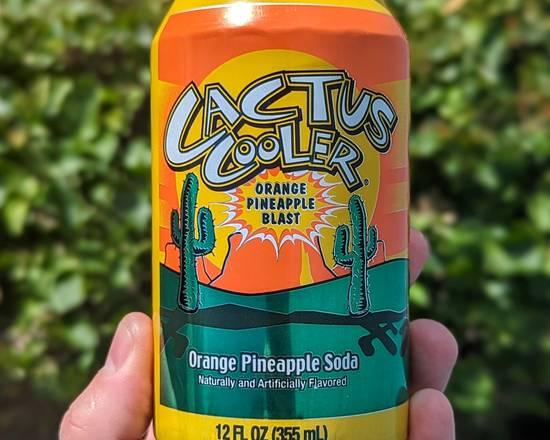 CACTUS
COOLER®
ORANGE
PINEAPPLE
BLAST
Orange Pineapple Soda
Naturally and Artificially Flavored
12 FL OZ (355 mL)